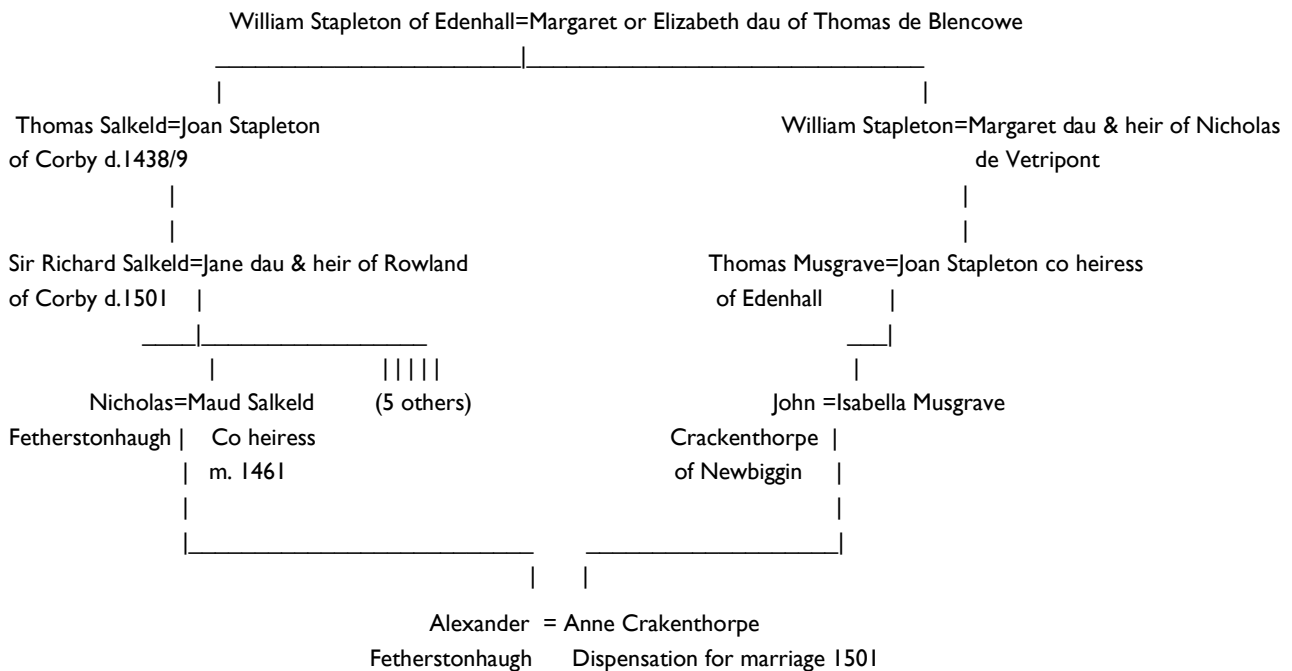 William Stapleton of Edenhall=Margaret or Elizabeth dau of Thomas de Blencowe
Thomas Salkeld=Joan Stapleton William Stapleton=Margaret dau & heir of Nicholas
of Corby d.1438/9 de Vetripont
Sir Richard Salkeld=Jane dau & heir of Rowland Thomas Musgrave=Joan Stapleton co heiress
of Corby d.1501 of Edenhall
Nicholas=Maud Salkeld (5 others) John =Isabella Musgrave
Fetherstonhaugh Co heiress Crackenthorpe
m. 1461 of Newbiggin
Alexander = Anne Crakenthorpe
Fetherstonhaugh Dispensation for marriage 1501